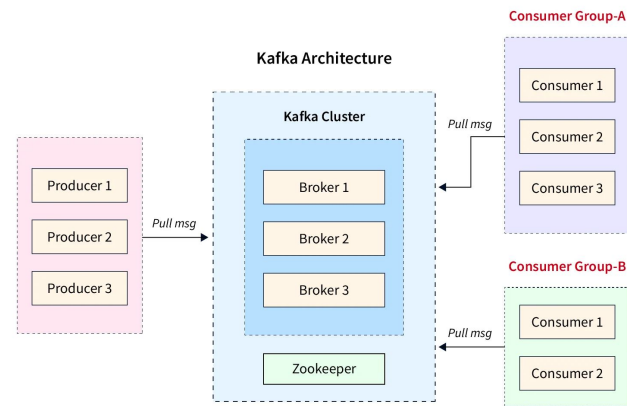 Consumer Group-A
Kafka Architecture
Kafka Cluster
Producer 1
Producer 2
Producer 3
Pull msg
Broker 1
Broker 2
Broker 3
Zookeeper
Pull msg
Consumer 1
Consumer 2
Consumer 3
Consumer Group-B
Pull msg
Consumer 1
Consumer 2